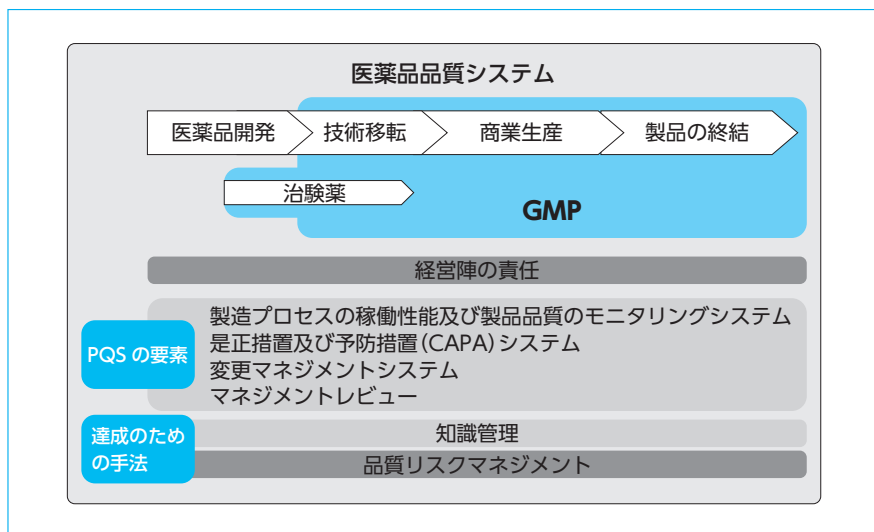 医薬品品質システム
医薬品開発
技術移転
商業生産
製品の終結
治験薬
GMP
経営陣の責任
PQSの要素
製造プロセスの稼働性能及び製品品質のモニタリングシステム
是正措置及び予防措置(CAPA)システム
変更マネジメントシステム
マネジメントレビュー
達成のため
の手法
知識管理
品質リスクマネジメント